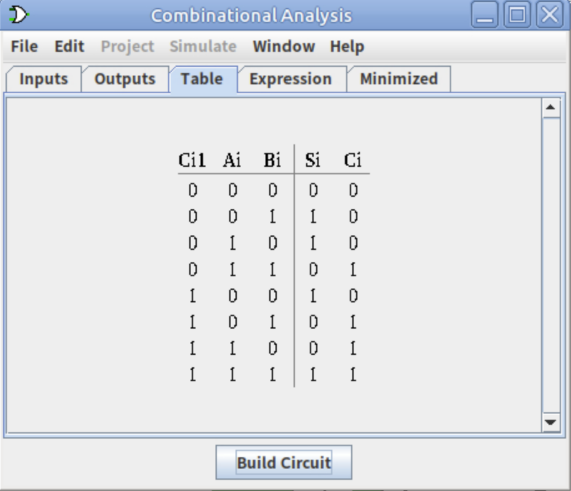 Combinational Analysis
File Edit Project Simulate Window Help
Inputs Outputs Table Expression Minimized
Ci1 Ai Bi Si Ci
0 0 0 0 0
0 0 1 1 0
0 1 0 1 0
0 1 1 0 1
1 0 0 1 0
1 0 1 0 1
1 1 0 0 1
1 1 1 1 1
Build Circuit